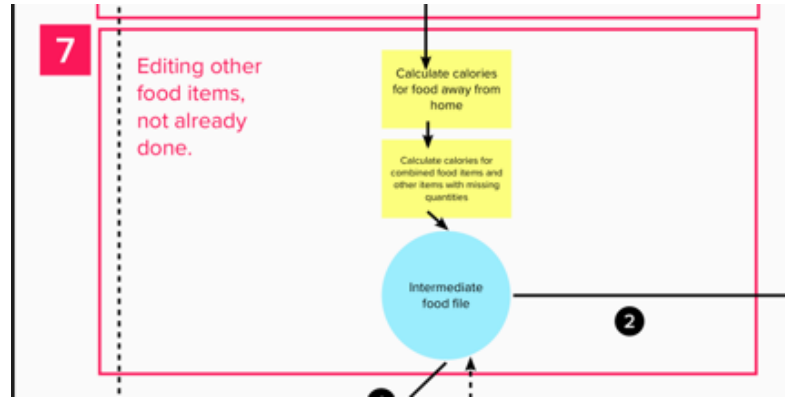 7
Editing other
food items,
not already
done.
Calculate calories
for food away from
home
Calculate calories for
combined food items and
other items with missing
quantities
Intermediate
food file
2